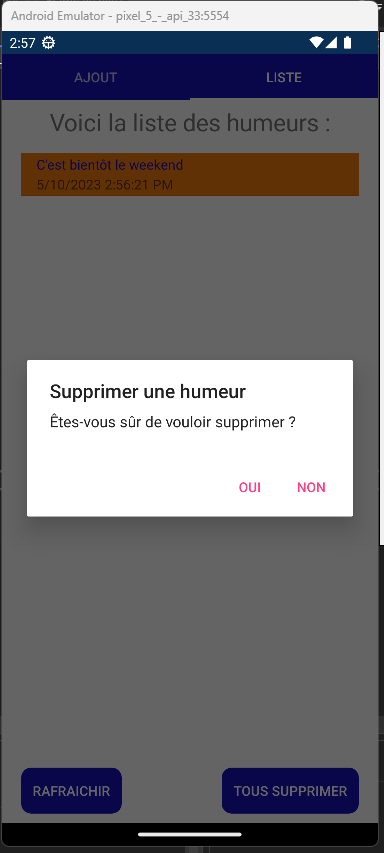 Android Emulator - pixel_5_-_api_33:5554
2:57
AJOUT LISTE
Voici la liste des humeurs :
C'est bientôt le weekend
5/10/2023 2:56:21 PM
Supprimer une humeur
Êtes-vous sûr de vouloir supprimer ?
OUI NON
RAFRAICHIR TOUS SUPPRIMER